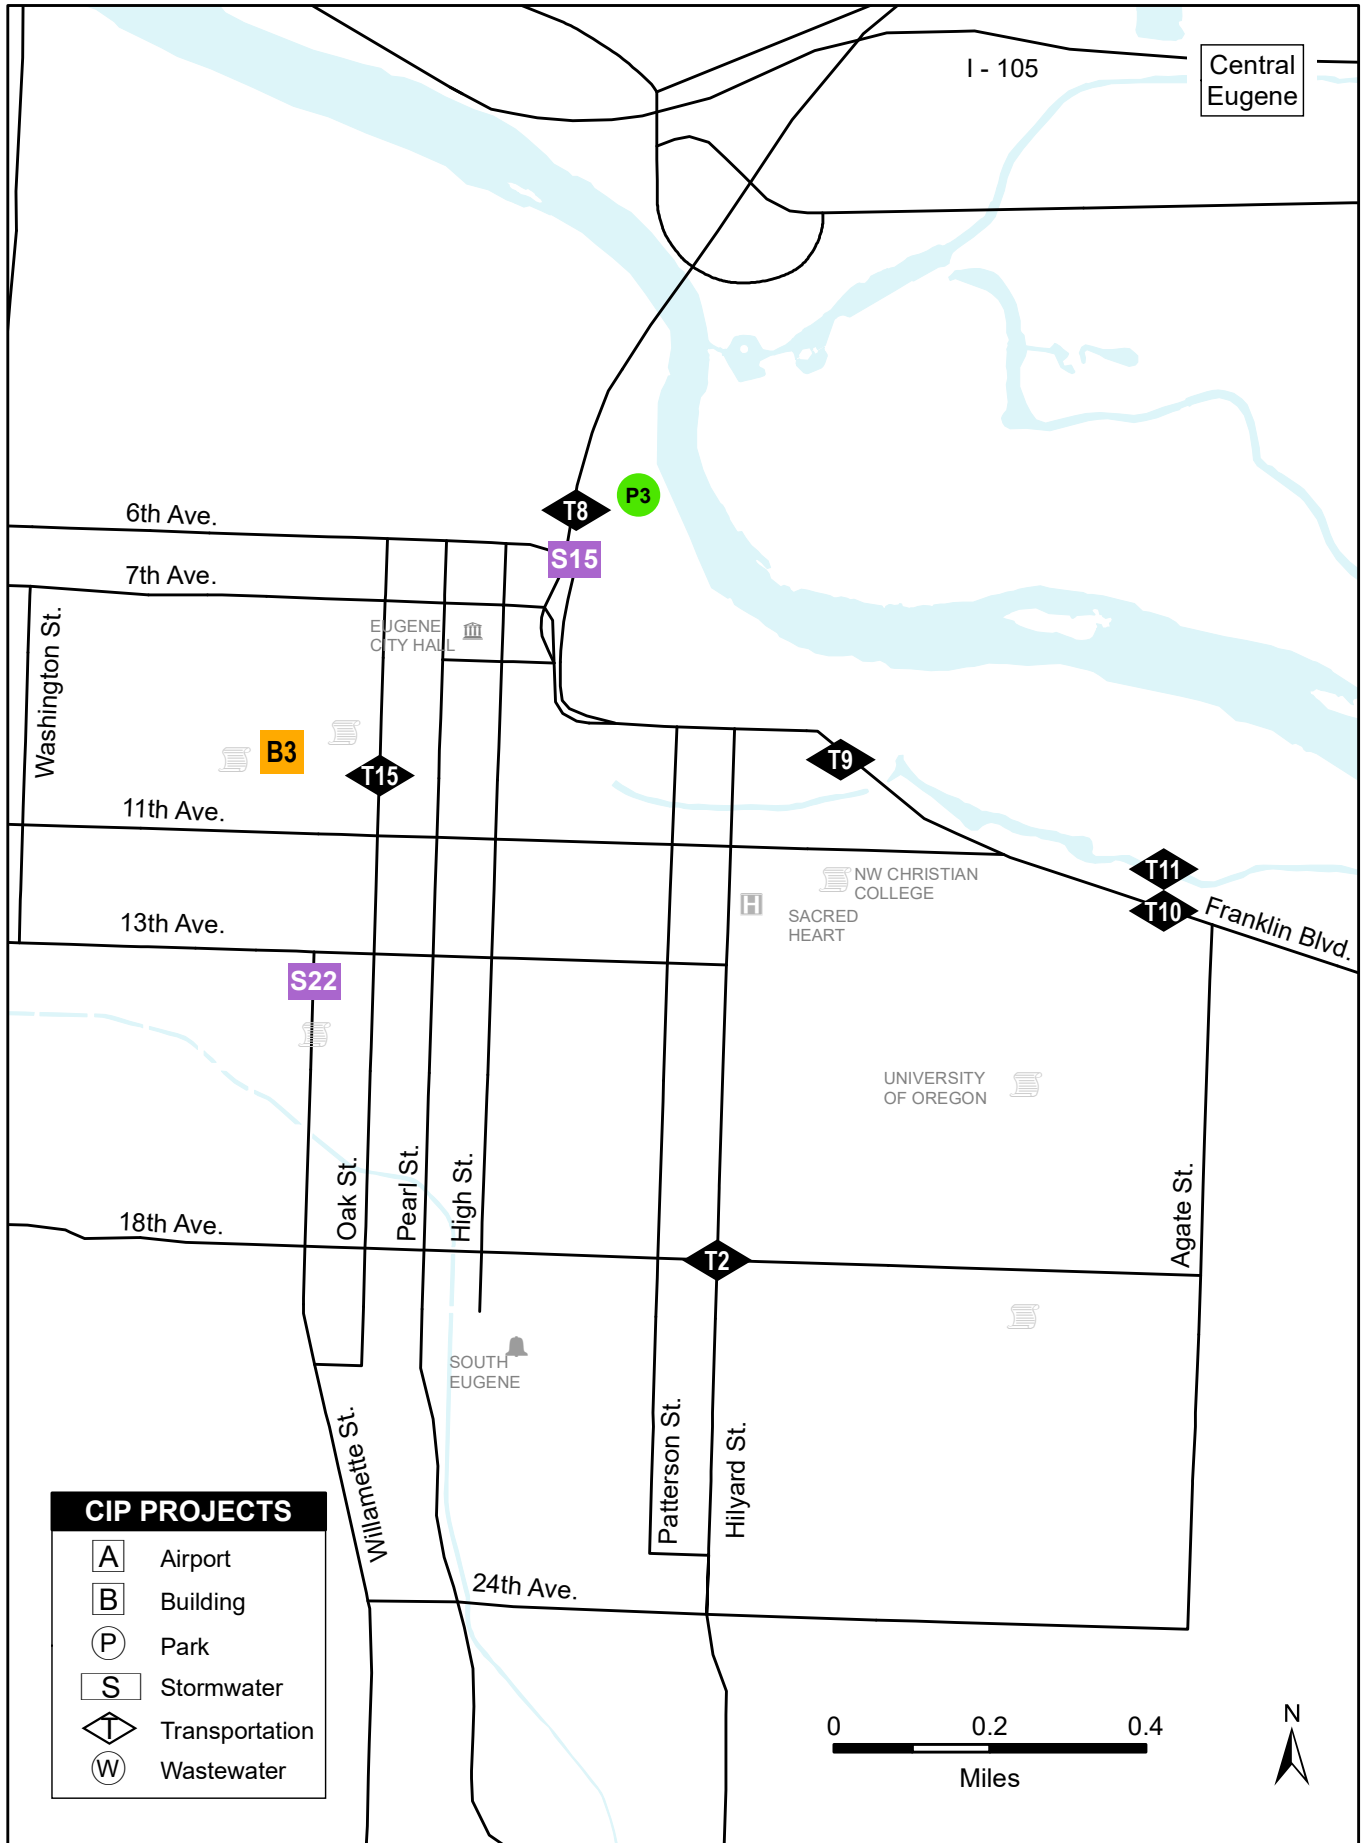 I - 105
Central
Eugene
P3
T8
6th Ave.
S15
7th Ave.
Washington St.
EUGENE
CITY HALL
B3
T15
T9
11th Ave.
T11
NW CHRISTIAN
COLLEGE
T10
Franklin Blvd.
SACRED
HEART
H
13th Ave.
S22
UNIVERSITY
OF OREGON
Oak St.
Pearl St.
High St.
Agate St.
18th Ave.
T2
SOUTH
EUGENE
Willamette St.
Patterson St.
Hilyard St.
24th Ave.
CIP PROJECTS
A Airport
B Building
P Park
S Stormwater
T Transportation
W Wastewater
0 0.2 0.4
Miles
N